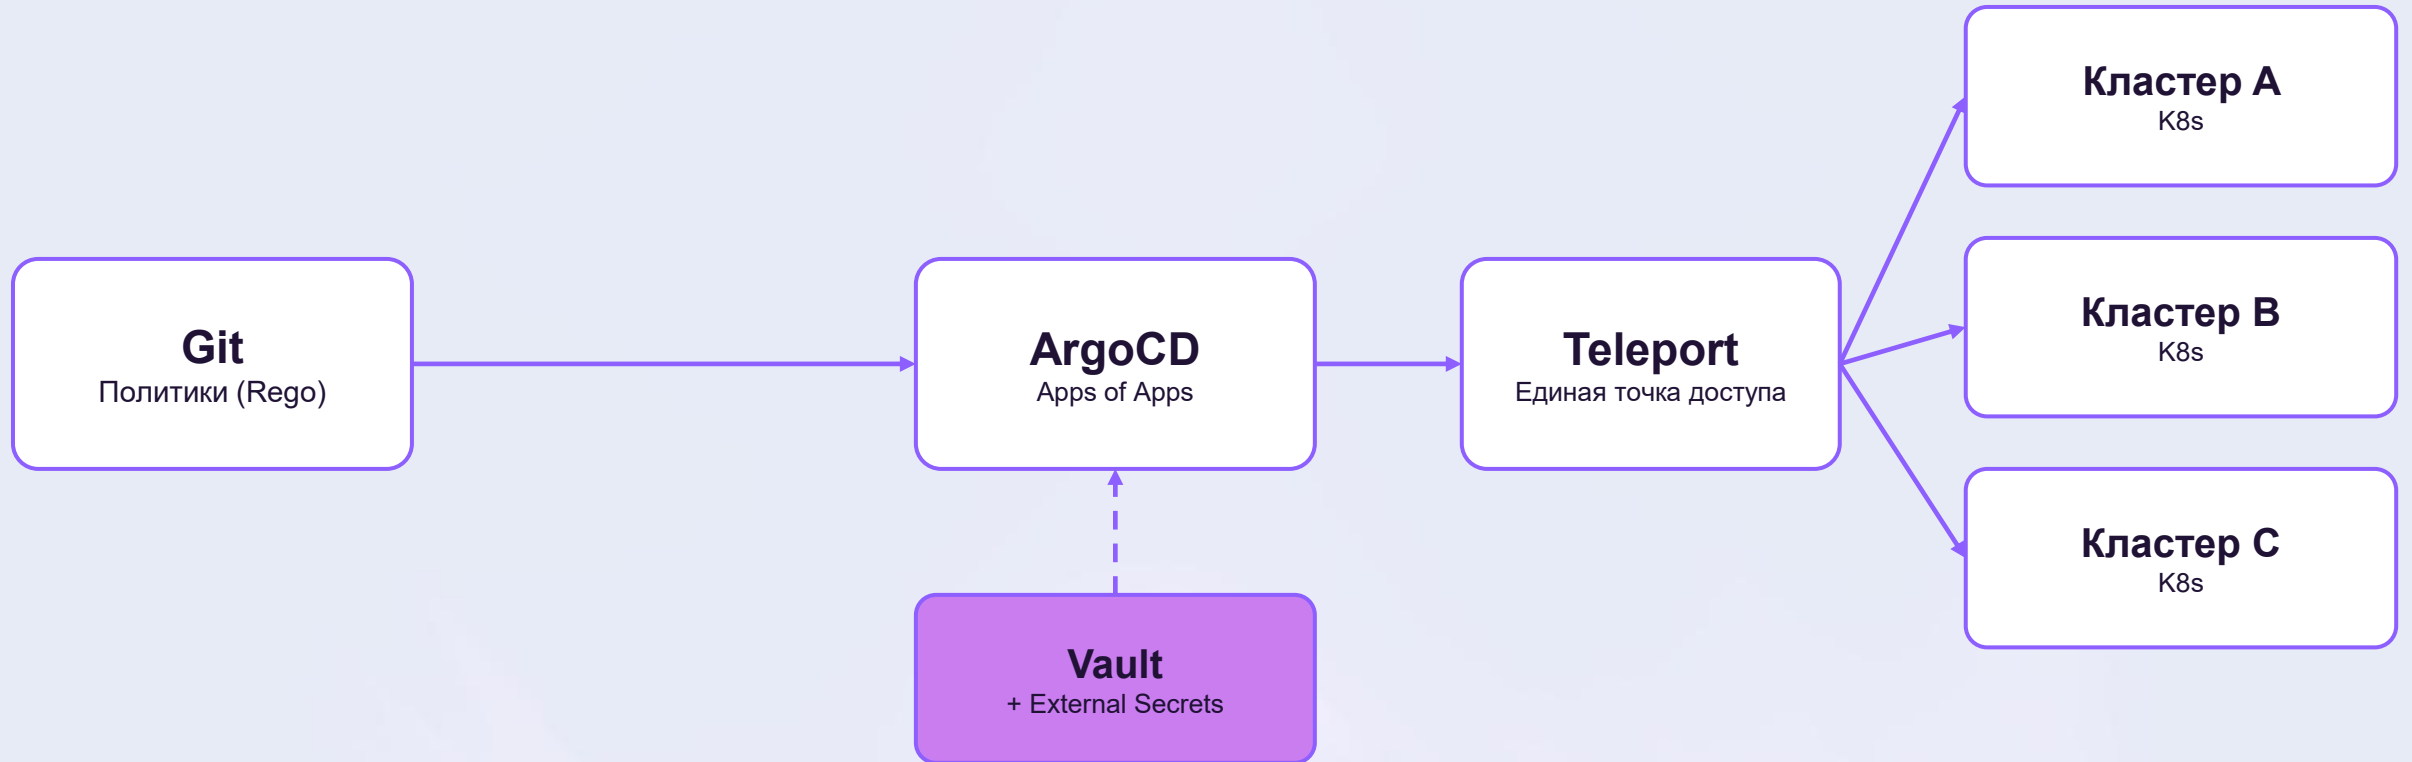 Git
Политики (Rego)
ArgoCD
Apps of Apps
Vault
+ External Secrets
Teleport
Единая точка доступа
Кластер A
K8s
Кластер B
K8s
Кластер C
K8s